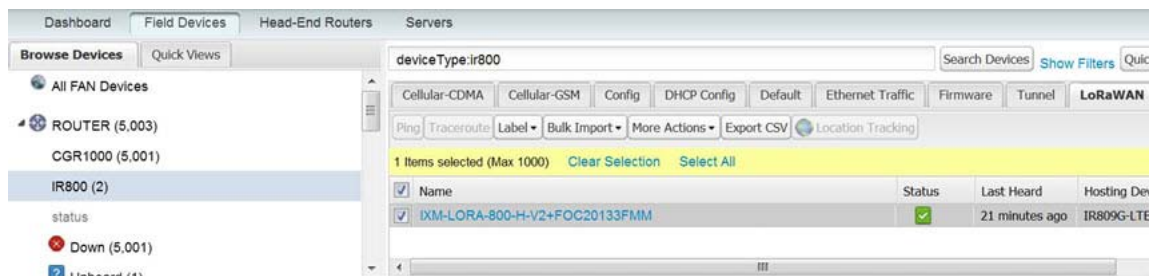 Dashboard Field Devices Head-End Routers Servers
Browse Devices Quick Views
All FAN Devices
ROUTER (5,003)
CGR1000 (5,001)
IR800 (2)
status
Down (5,001)
deviceType:ir800 Search Devices Show Filters Quic
Cellular-CDMA Cellular-GSM Config DHCP Config Default Ethernet Traffic Firmware Tunnel LoRaWAN
Ping Traceroute Label Bulk Import More Actions Export CSV Location Tracking
1 Items selected (Max 1000) Clear Selection Select All
Name Status Last Heard Hosting Dev
IXM-LORA-800-H-V2+FOC20133FMM 21 minutes ago IR809G-LTE